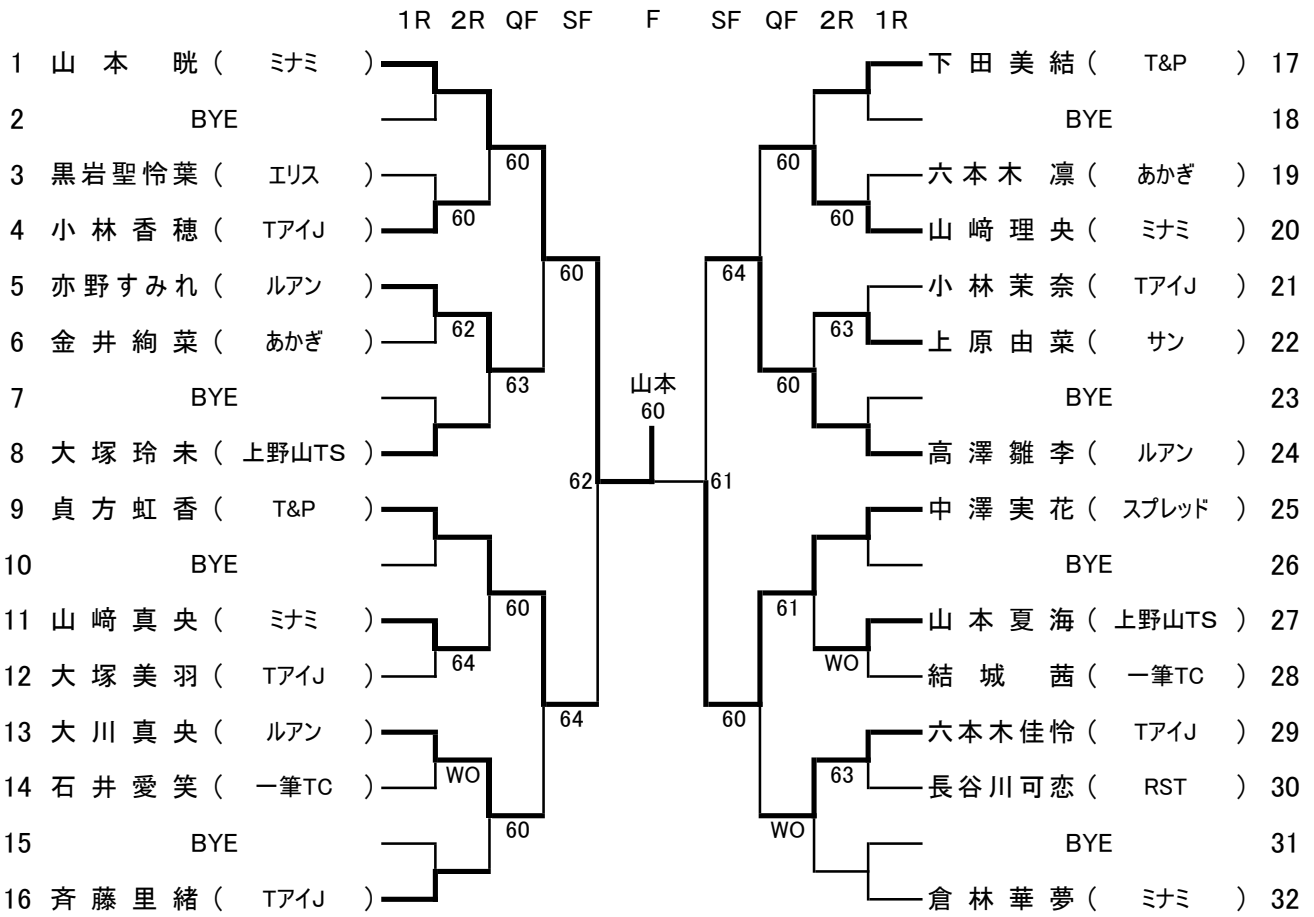 1R 2R QF SF F SF QF 2R 1R
1 山本 晄 ( ミナミ ) 下田美結 ( T&P ) 17
2 BYE BYE 18
60 60
3 黒岩聖怜葉 ( エリス ) 六本木 凛 ( あかぎ ) 19
60 60
4 小林香穂 ( TアイJ ) 山﨑理央 ( ミナミ ) 20
60 64
5 亦野すみれ ( ルアン ) 小林茉奈 ( TアイJ ) 21
62 63
6 金井絢菜 ( あかぎ ) 上原由菜 ( サン ) 22
63 山本 60
7 BYE BYE 23
60
8 大塚玲未 ( 上野山TS ) 高澤雛李 ( ルアン ) 24
62 61
9 貞方虹香 ( T&P ) 中澤実花 ( スプレッド ) 25
10 BYE BYE 26
60 61
11 山﨑真央 ( ミナミ ) 山本夏海 ( 上野山TS ) 27
64 WO
12 大塚美羽 ( TアイJ ) 結城 茜 ( 一筆TC ) 28
64 60
13 大川真央 ( ルアン ) 六本木佳怜 ( TアイJ ) 29
WO 63
14 石井愛笑 ( 一筆TC ) 長谷川可恋 ( RST ) 30
60 WO
15 BYE BYE 31
16 斉藤里緒 ( TアイJ ) 倉林華夢 ( ミナミ ) 32